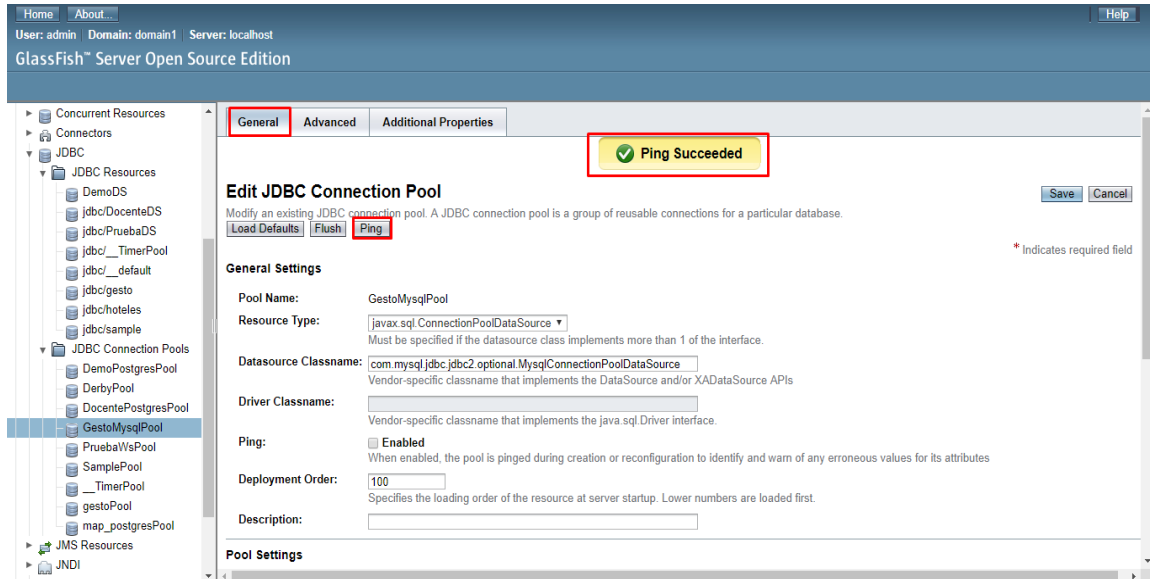 Home About... Help
User: admin Domain: domain1 Server: localhost
GlassFish™ Server Open Source Edition
Concurrent Resources
Connectors
JDBC
JDBC Resources
DemoDS
jdbc/DocenteDS
jdbc/PruebaDS
jdbc/__TimerPool
jdbc/__default
jdbc/gesto
jdbc/hoteles
jdbc/sample
JDBC Connection Pools
DemoPostgresPool
DerbyPool
DocentePostgresPool
GestoMysqlPool
PruebaWsPool
SamplePool
__TimerPool
gestoPool
map_postgresPool
JMS Resources
JNDI
General Advanced Additional Properties
Ping Succeeded
Edit JDBC Connection Pool
Save Cancel
Modify an existing JDBC connection pool. A JDBC connection pool is a group of reusable connections for a particular database.
Load Defaults Flush Ping
* Indicates required field
General Settings
Pool Name: GestoMysqlPool
Resource Type: javax.sql.ConnectionPoolDataSource
Must be specified if the datasource class implements more than 1 of the interface.
Datasource Classname: com.mysql.jdbc.jdbc2.optional.MysqlConnectionPoolDataSource
Vendor-specific classname that implements the DataSource and/or XADataSource APIs
Driver Classname:
Vendor-specific classname that implements the java.sql.Driver interface.
Ping: Enabled
When enabled, the pool is pinged during creation or reconfiguration to identify and warn of any erroneous values for its attributes
Deployment Order: 100
Specifies the loading order of the resource at server startup. Lower numbers are loaded first.
Description:
Pool Settings